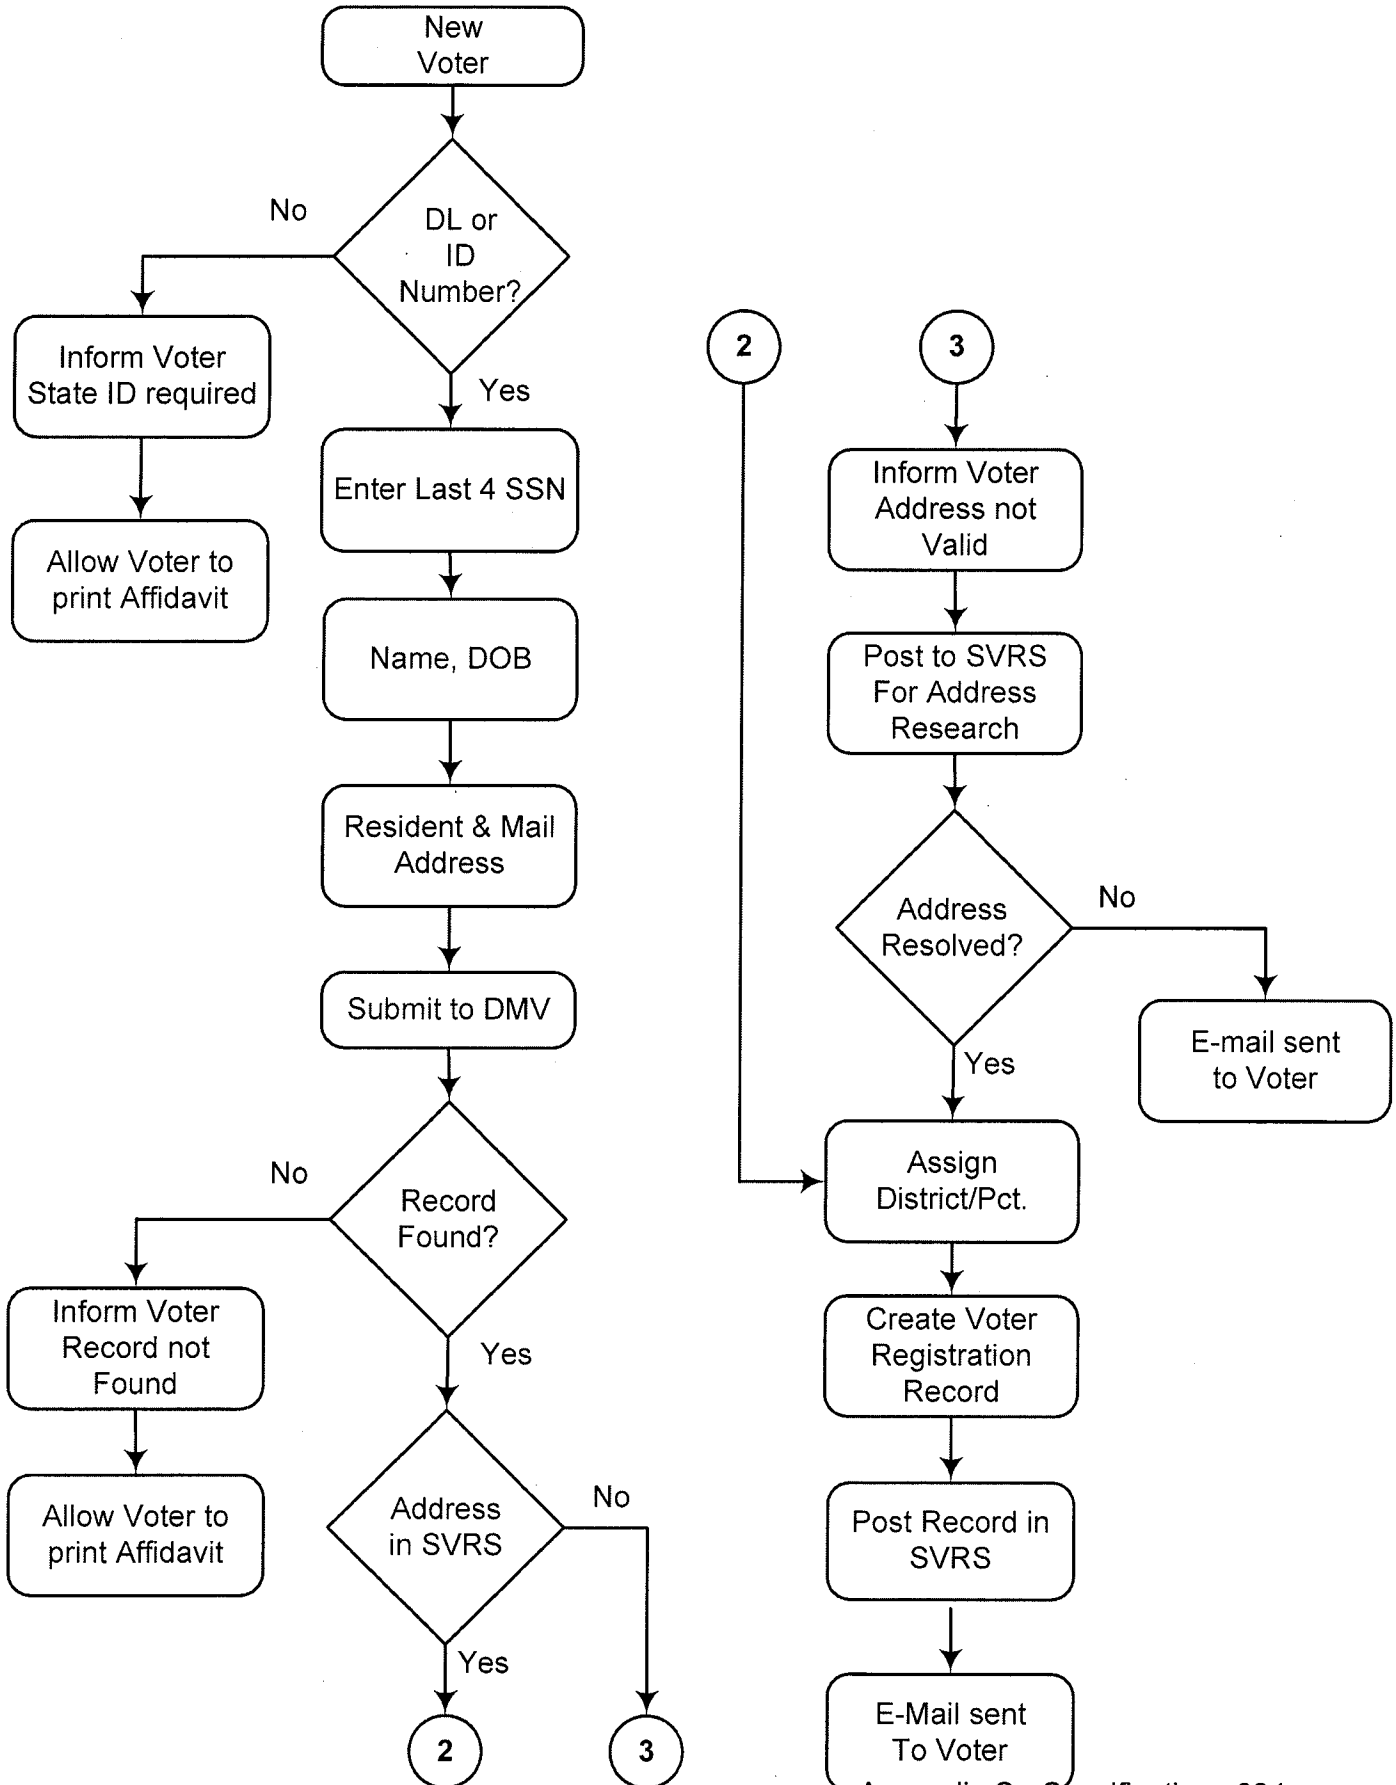 New
Voter
No
DL or
ID
Number?
Yes
Inform Voter
State ID required
Allow Voter to
print Affidavit
Enter Last 4 SSN
Name, DOB
Resident & Mail
Address
Submit to DMV
No
Record
Found?
Yes
Inform Voter
Record not
Found
Allow Voter to
print Affidavit
Address
in SVRS
No
Yes
2
3
2
3
Inform Voter
Address not
Valid
Post to SVRS
For Address
Research
Address
Resolved?
No
E-mail sent
to Voter
Yes
Assign
District/Pct.
Create Voter
Registration
Record
Post Record in
SVRS
E-Mail sent
To Voter